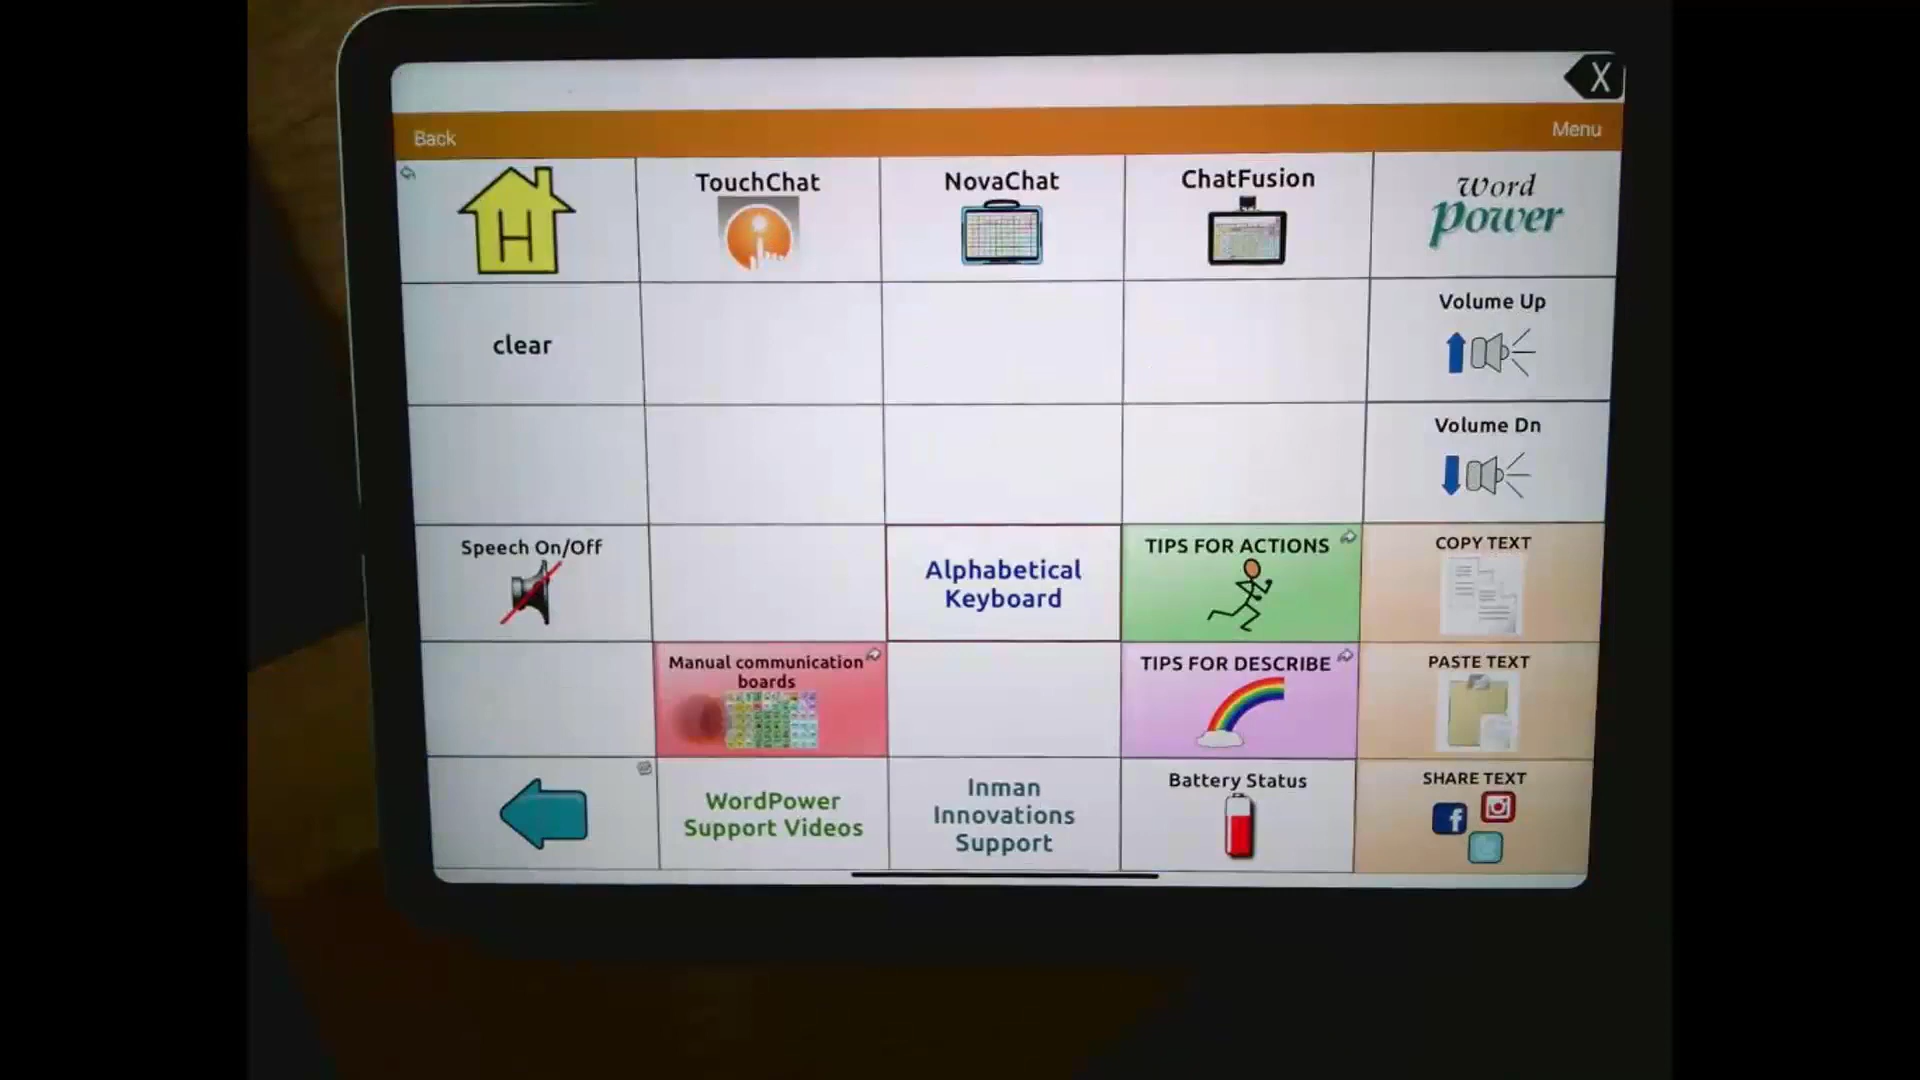 X
Back
Menu
H
TouchChat
NovaChat
ChatFusion
Word
Power
clear
Volume Up
Volume Dn
Speech On/Off
Alphabetical
Keyboard
TIPS FOR ACTIONS
COPY TEXT
Manual communication
boards
TIPS FOR DESCRIBE
PASTE TEXT
WordPower
Support Videos
Inman
Innovations
Support
Battery Status
SHARE TEXT
f